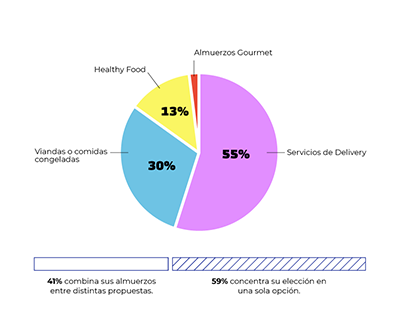 Almuerzos Gourmet
Healthy Food
13%
Viandas o comidas
congeladas
30%
55%
Servicios de Delivery
41% combina sus almuerzos
entre distintas propuestas.
59% concentra su elección en
una sola opción.